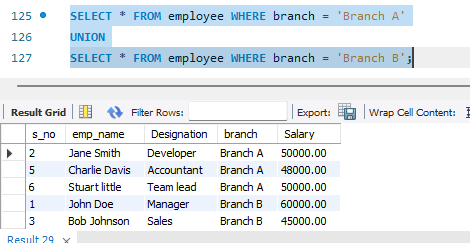 125 SELECT * FROM employee WHERE branch = 'Branch A'
126 UNION
127 SELECT * FROM employee WHERE branch = 'Branch B';
Result Grid Filter Rows: Export: Wrap Cell Content:
s_no emp_name Designation branch Salary
2 Jane Smith Developer Branch A 50000.00
5 Charlie Davis Accountant Branch A 48000.00
6 Stuart little Team lead Branch A 50000.00
1 John Doe Manager Branch B 60000.00
3 Bob Johnson Sales Branch B 45000.00
Result 29